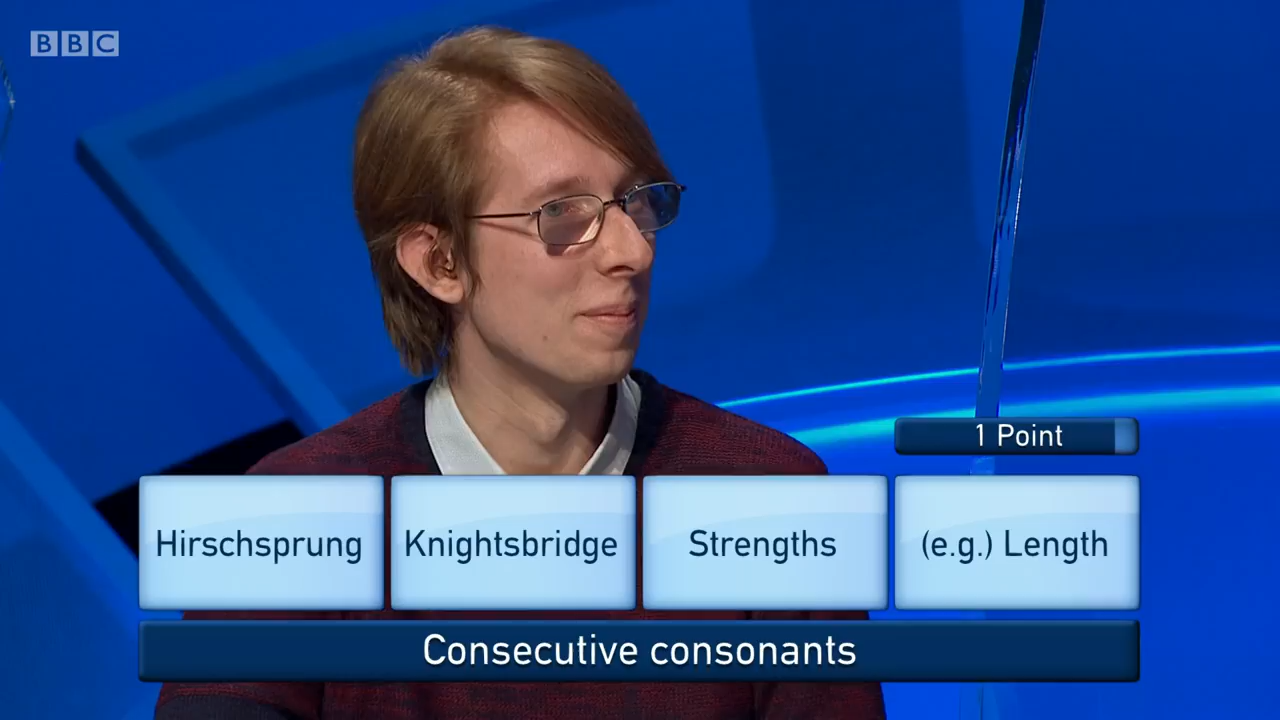 BBC
1 Point
Hirschsprung
Knightsbridge
Strengths
(e.g.) Length
Consecutive consonants